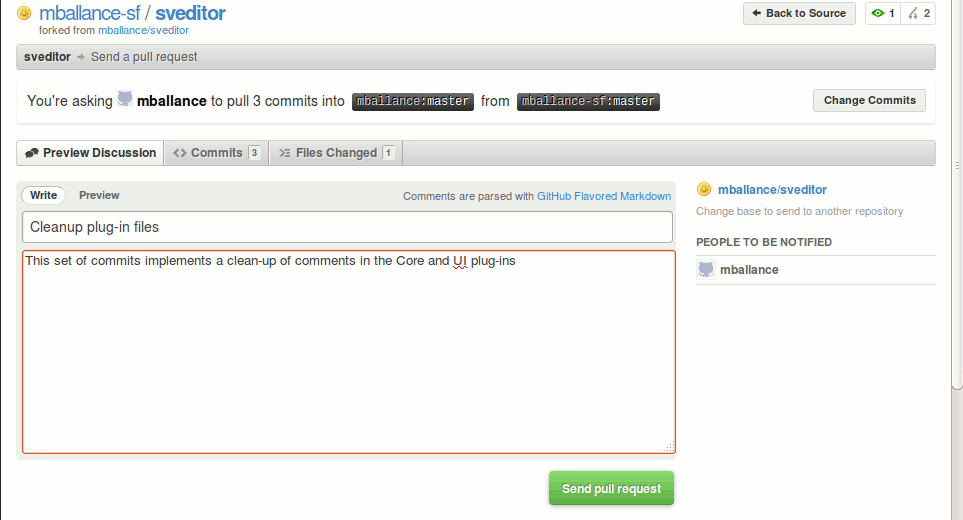 mballance-sf / sveditor
forked from mballance/sveditor
Back to Source
1
2
sveditor Send a pull request
You're asking mballance to pull 3 commits into mballance:master from mballance-sf:master
Change Commits
Preview Discussion
Commits 3
Files Changed 1
Write
Preview
Comments are parsed with GitHub Flavored Markdown
Cleanup plug-in files
This set of commits implements a clean-up of comments in the Core and UI plug-ins
Send pull request
mballance/sveditor
Change base to send to another repository
PEOPLE TO BE NOTIFIED
mballance